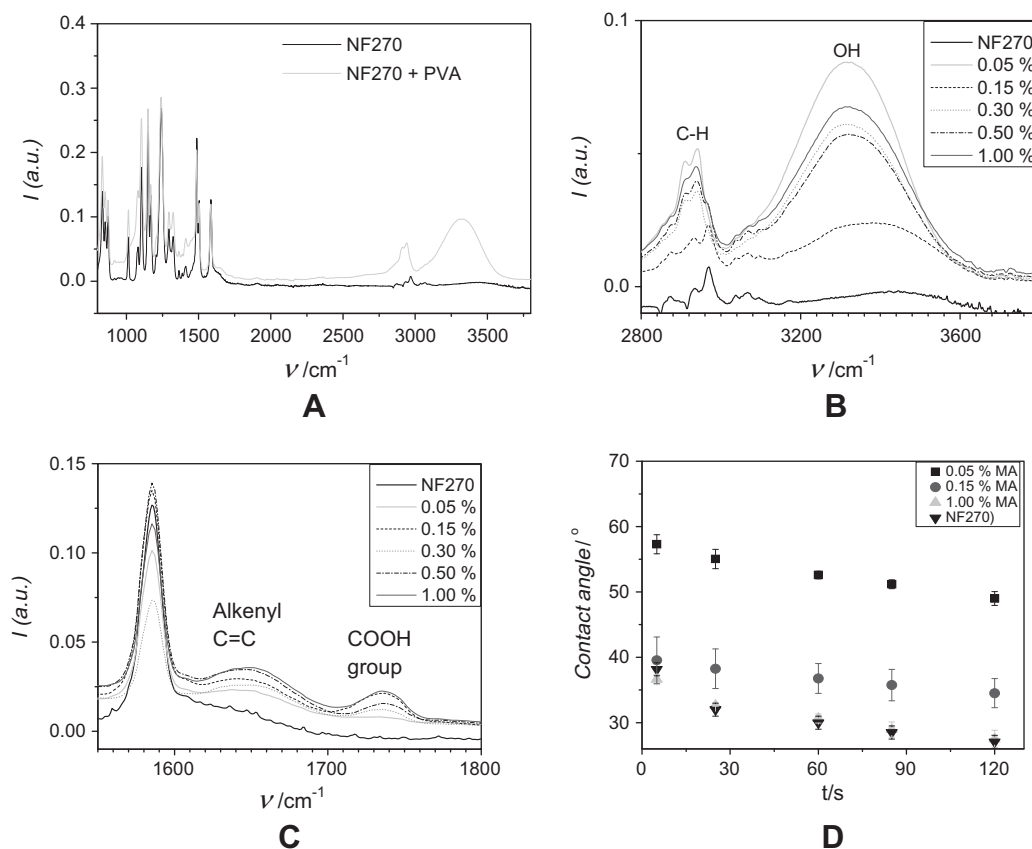 0.4
0.3
0.2
0.1
0.0
I (a.u.)
NF270
NF270 + PVA
1000 1500 2000 2500 3000 3500
ν /cm-1
A
0.1
0.0
I (a.u.)
C-H
OH
NF270
0.05 %
0.15 %
0.30 %
0.50 %
1.00 %
2800 3200 3600
ν /cm-1
B
0.15
0.10
0.05
0.00
I (a.u.)
Alkenyl
C=C
COOH
group
NF270
0.05 %
0.15 %
0.30 %
0.50 %
1.00 %
1600 1700 1800
ν /cm-1
C
70
60
50
40
30
Contact angle/ °
0.05 % MA
0.15 % MA
1.00 % MA
NF270)
0 30 60 90 120
t/s
D